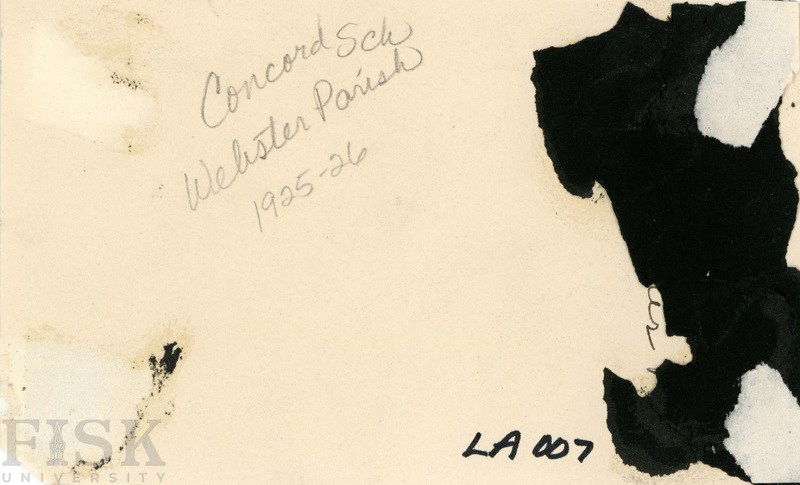 Concord Sch
Webster Parish
1925-26
LA 007
FISK
UNIVERSITY